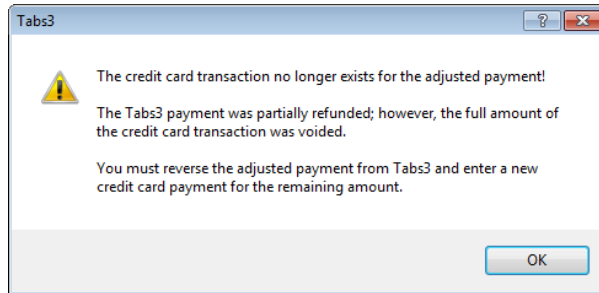 Tabs3
The credit card transaction no longer exists for the adjusted payment!
The Tabs3 payment was partially refunded; however, the full amount of
the credit card transaction was voided.
You must reverse the adjusted payment from Tabs3 and enter a new
credit card payment for the remaining amount.
OK